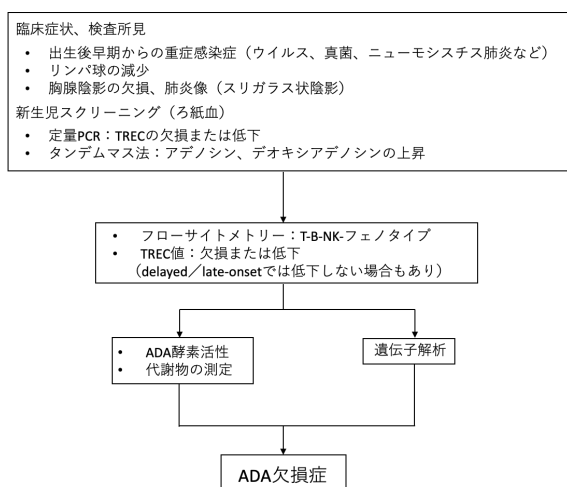 臨床症状、検査所見
• 出生後早期からの重症感染症（ウイルス、真菌、ニューモシスチス肺炎など）
• リンパ球の減少
• 胸腺陰影の欠損、肺炎像（スリガラス状陰影）
新生児スクリーニング（ろ紙血）
• 定量PCR：TRECの欠損または低下
• タンデムマス法：アデノシン、デオキシアデノシンの上昇
• フローサイトメトリー：T-B-NK-フェノタイプ
• TREC値：欠損または低下
（delayed／late-onsetでは低下しない場合もあり）
• ADA酵素活性
• 代謝物の測定
遺伝子解析
ADA欠損症